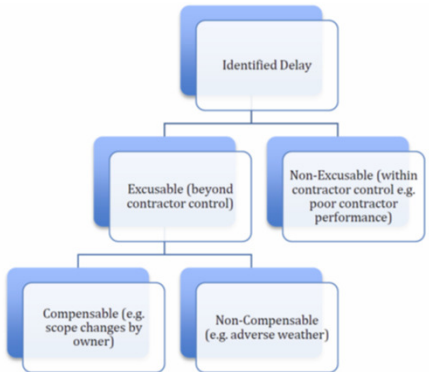 Identified Delay
Excusable (beyond
contractor control)
Non-Excusable (within
contractor control e.g.
poor contractor
performance)
Compensable (e.g.
scope changes by
owner)
Non-Compensable
(e.g. adverse weather)